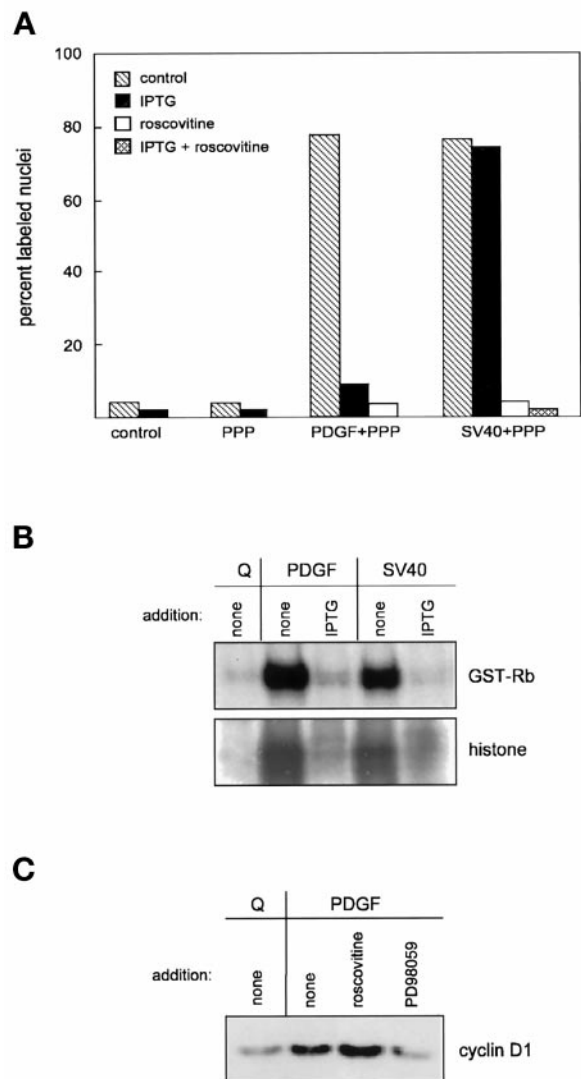 A
percent labeled nuclei
100
80
60
40
20
control
IPTG
roscovitine
IPTG + roscovitine
control PPP PDGF+PPP SV40+PPP
B
Q PDGF SV40
addition: none none IPTG none IPTG
GST-Rb
histone
C
Q PDGF
addition: none none roscovitine PD98059
cyclin D1